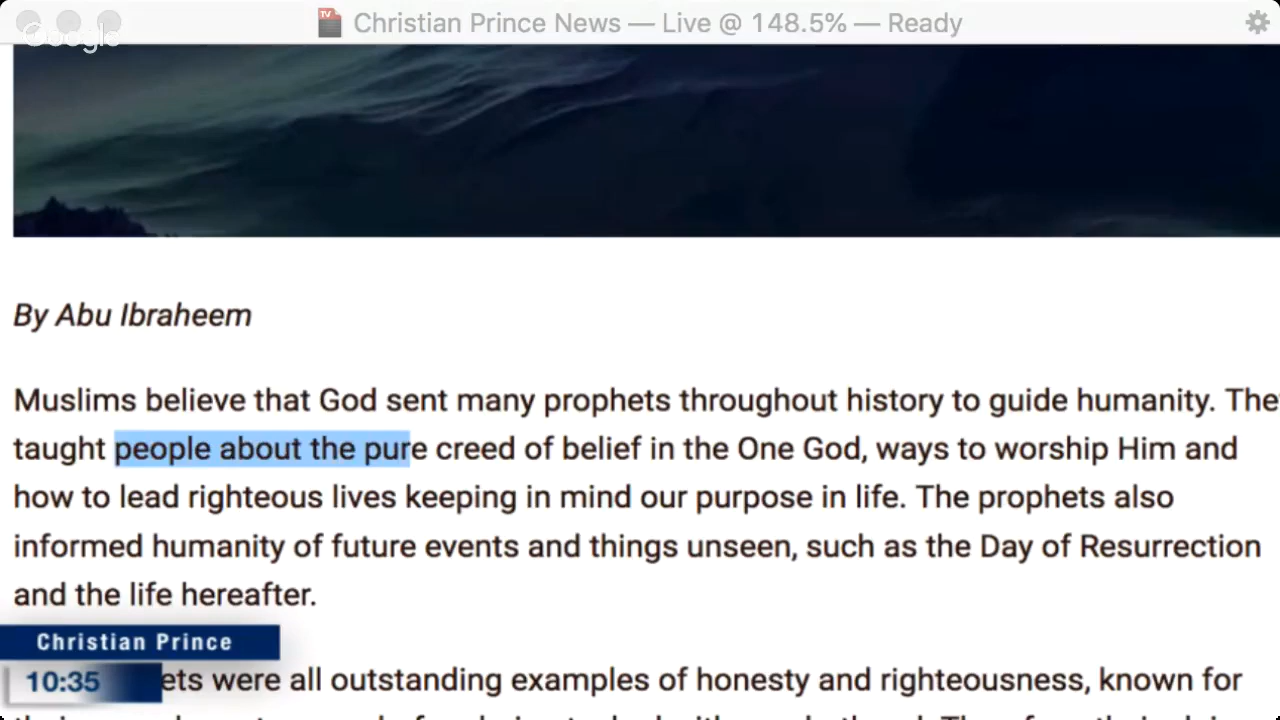 Christian Prince News — Live @ 148.5% — Ready
Google
TV
By Abu Ibraheem
Muslims believe that God sent many prophets throughout history to guide humanity. They
taught people about the pure creed of belief in the One God, ways to worship Him and
how to lead righteous lives keeping in mind our purpose in life. The prophets also
informed humanity of future events and things unseen, such as the Day of Resurrection
and the life hereafter.
Christian Prince
10:35
ets were all outstanding examples of honesty and righteousness, known for